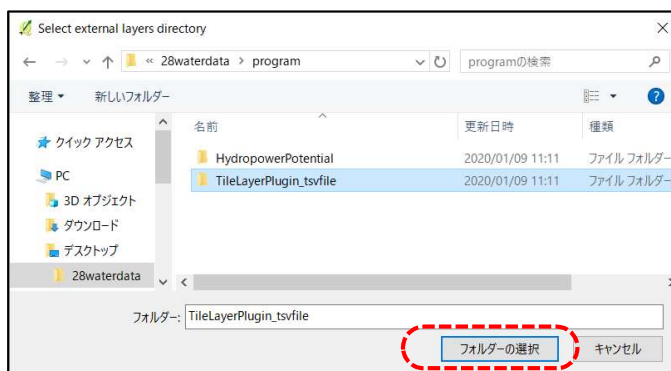 Select external layers directory
« 28waterdata > program
programの検索
整理 新しいフォルダー
名前 更新日時 種類
HydropowerPotential 2020/01/09 11:11 ファイル フォルダー
TileLayerPlugin_tsvfile 2020/01/09 11:11 ファイル フォルダー
クイック アクセス
PC
3D オブジェクト
ダウンロード
デスクトップ
28waterdata
フォルダー: TileLayerPlugin_tsvfile
フォルダーの選択 キャンセル